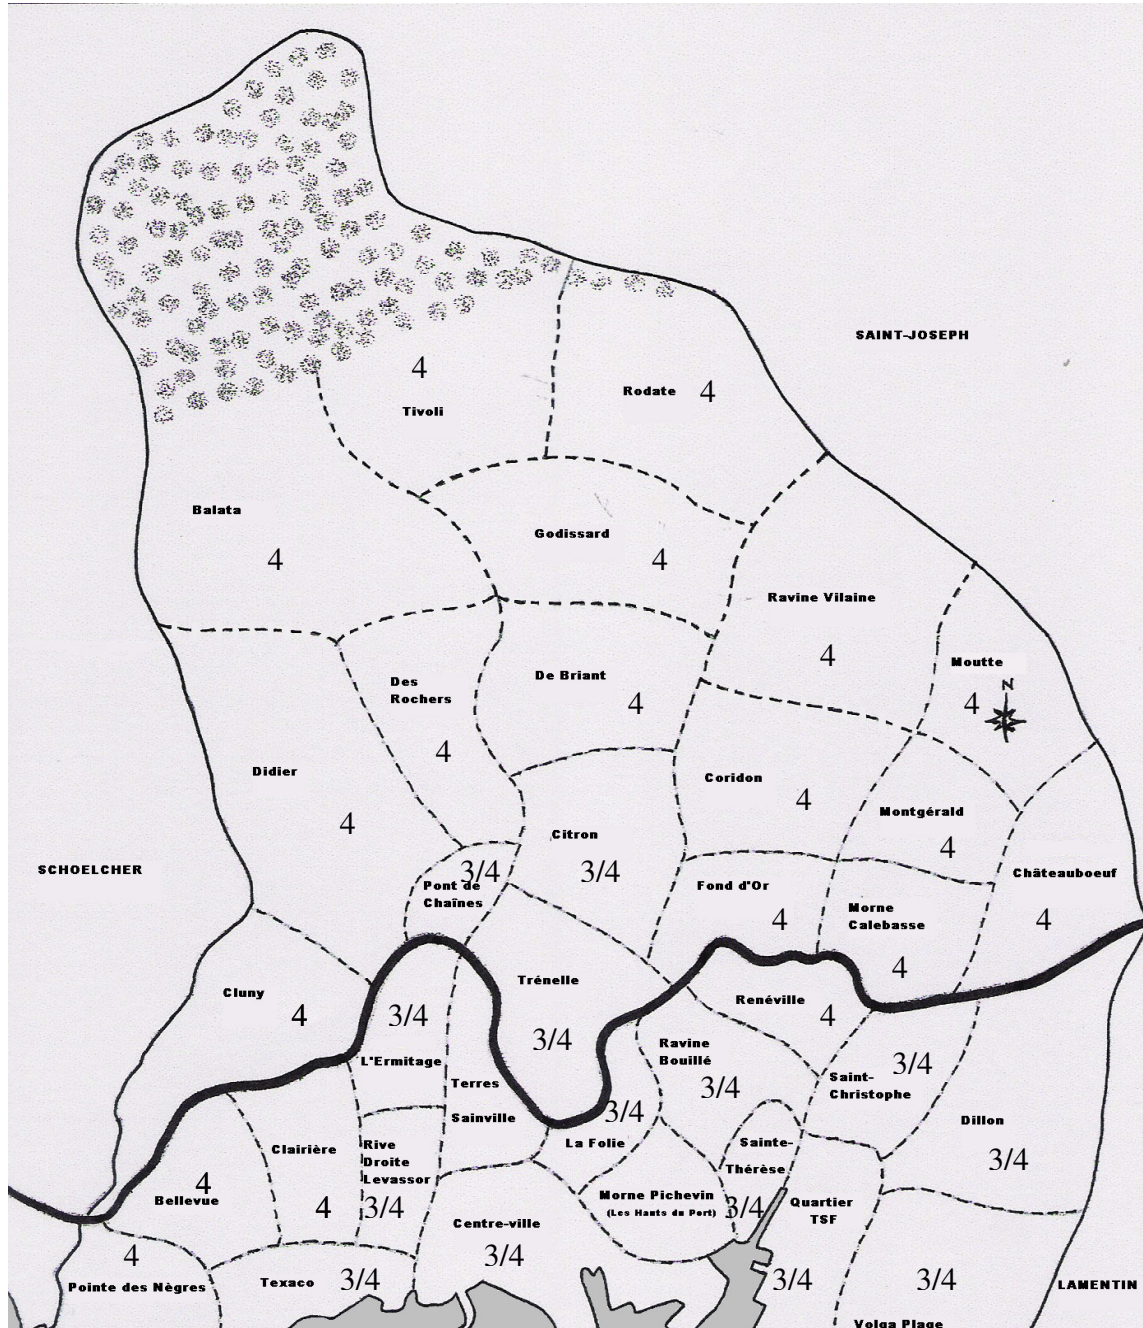 SAINT-JOSEPH
4
Tivoli
Rodate 4
Balata
4
Godissard
4
Ravine Vilaine
4
Moutte
4
N
Des
Rochers
4
De Briant
4
Didier
4
Coridon
4
Montgérald
4
Citron
3/4
SCHOELCHER
3/4
Pont de
Chaînes
Fond d'Or
4
Morne
Calebasse
4
Châteauboeuf
4
Cluny
4
3/4
L'Ermitage
Trénelle
3/4
Renéville
4
Ravine
Bouillé
3/4
3/4
Saint-
Christophe
Terres
Sainville
3/4
La Folie
Dillon
3/4
Clairière
4
Rive
Droite
Levassor
3/4
4
Bellevue
Sainte-
Thérèse
3/4
Morne Pichevin
(Les Hauts du Port)
Quartier
TSF
3/4
Centre-ville
3/4
4
Pointe des Nègres
Texaco 3/4
3/4
Volga Plage
LAMENTIN